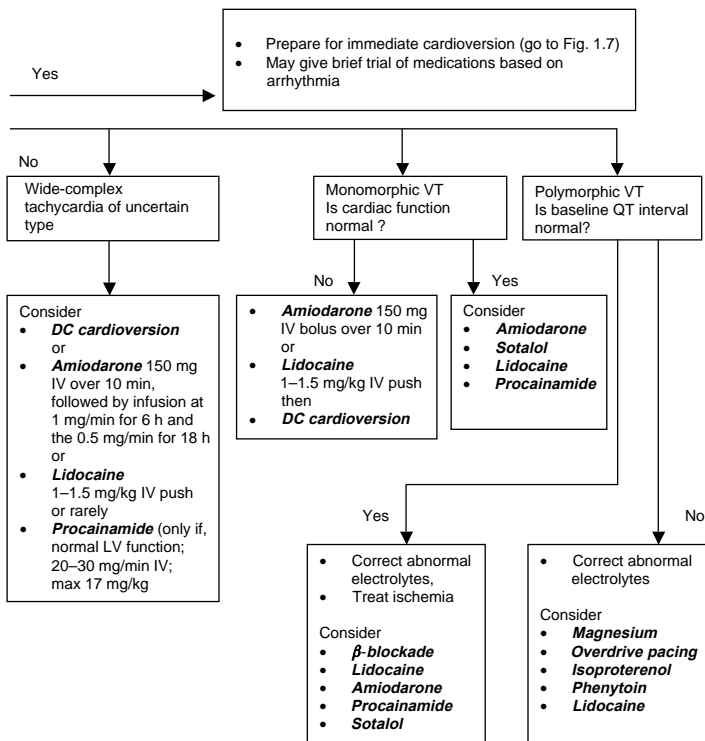 Yes
• Prepare for immediate cardioversion (go to Fig. 1.7)
• May give brief trial of medications based on
arrhythmia
No
Wide-complex
tachycardia of uncertain
type
Monomorphic VT
Is cardiac function
normal ?
Polymorphic VT
Is baseline QT interval
normal?
Consider
• DC cardioversion
or
• Amiodarone 150 mg
IV over 10 min,
followed by infusion at
1 mg/min for 6 h and
the 0.5 mg/min for 18 h
or
• Lidocaine
1–1.5 mg/kg IV push
or rarely
• Procainamide (only if,
normal LV function;
20–30 mg/min IV;
max 17 mg/kg
No
• Amiodarone 150 mg
IV bolus over 10 min
or
• Lidocaine
1–1.5 mg/kg IV push
then
• DC cardioversion
Yes
Consider
• Amiodarone
• Sotalol
• Lidocaine
• Procainamide
Yes
• Correct abnormal
electrolytes,
• Treat ischemia
Consider
• β-blockade
• Lidocaine
• Amiodarone
• Procainamide
• Sotalol
No
• Correct abnormal
electrolytes
Consider
• Magnesium
• Overdrive pacing
• Isoproterenol
• Phenytoin
• Lidocaine